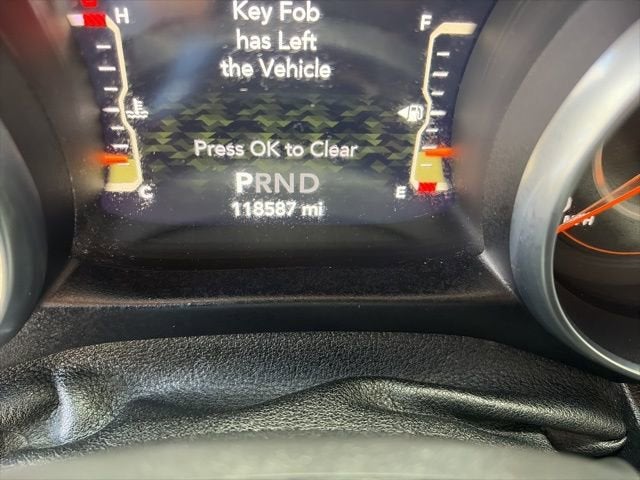 Key Fob
has Left
the Vehicle
H
F
Press OK to Clear
C
E
PRND
118587 mi